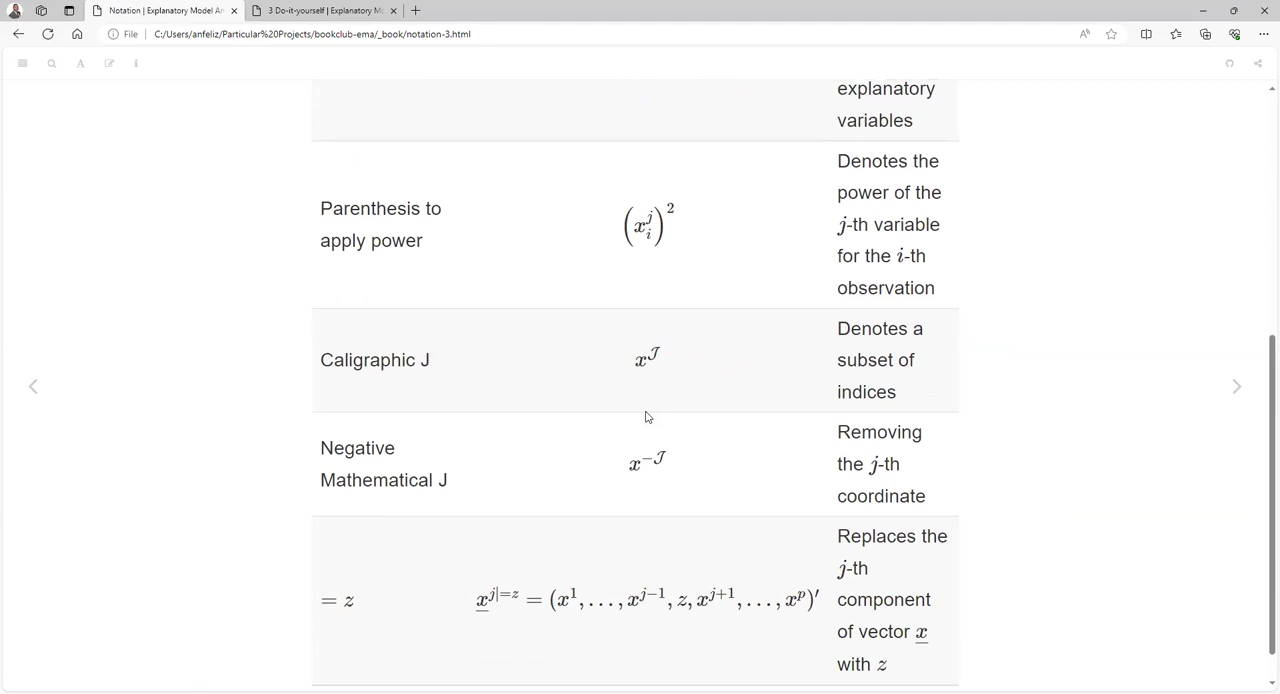 Notation | Explanatory Model An
3 Do-it-yourself | Explanatory Mo
File
C:/Users/anfeliz/Particular%20Projects/bookclub-ema/_book/notation-3.html
explanatory
variables
Parenthesis to
apply power
(x_i^j)^2
Denotes the
power of the
j-th variable
for the i-th
observation
Caligraphic J
x^𝒥
Denotes a
subset of
indices
Negative
Mathematical J
x^{-𝒥}
Removing
the j-th
coordinate
= z
x^{j|=z} = (x^1, ..., x^{j-1}, z, x^{j+1}, ..., x^p)′
Replaces the
j-th
component
of vector x
with z